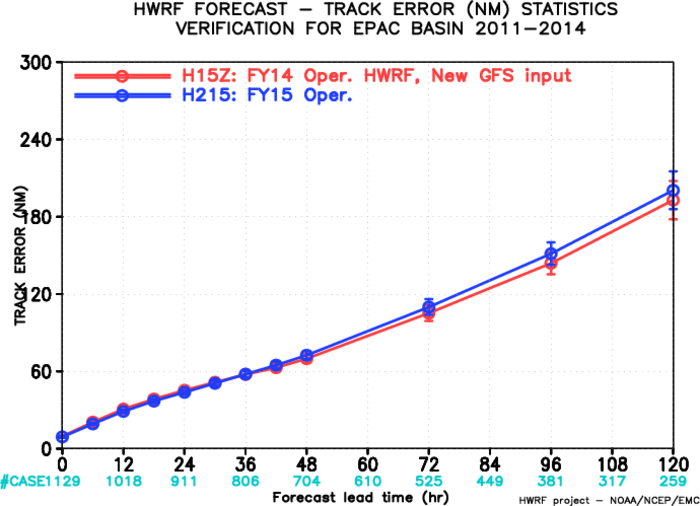 HWRF FORECAST – TRACK ERROR (NM) STATISTICS
VERIFICATION FOR EPAC BASIN 2011–2014
H15Z: FY14 Oper. HWRF, New GFS input
H215: FY15 Oper.
300
240
180
120
60
0
TRACK ERROR (NM)
0 12 24 36 48 60 72 84 96 108 120
#CASE1129 1018 911 806 704 610 525 449 381 317 259
Forecast lead time (hr)
HWRF project – NOAA/NCEP/EMC